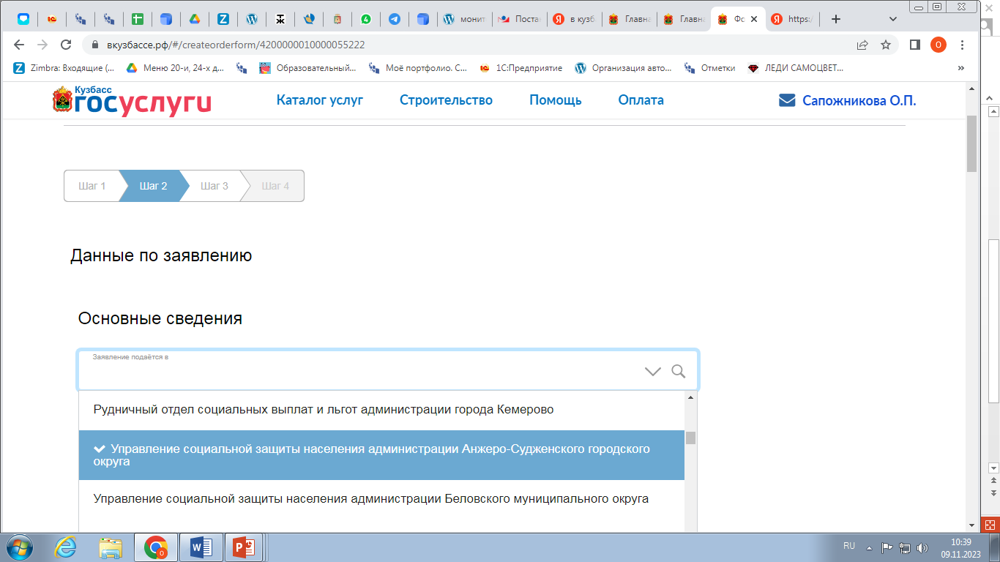 монит
Постан
в кузб
Главна
Главна
Фо
https:/
вкузбассе.рф/#/createorderform/4200000010000055222
О
Zimbra: Входящие (...
Меню 20-и, 24-х д...
Образовательный...
Моё портфолио. С...
1С:Предприятие
Организация авто...
Отметки
ЛЕДИ САМОЦВЕТ...
Кузбасс
госуслуги
Каталог услуг
Строительство
Помощь
Оплата
Сапожникова О.П.
Шаг 1
Шаг 2
Шаг 3
Шаг 4
Данные по заявлению
Основные сведения
Заявление подаётся в
Рудничный отдел социальных выплат и льгот администрации города Кемерово
Управление социальной защиты населения администрации Анжеро-Судженского городского
округа
Управление социальной защиты населения администрации Беловского муниципального округа
RU
10:39
09.11.2023